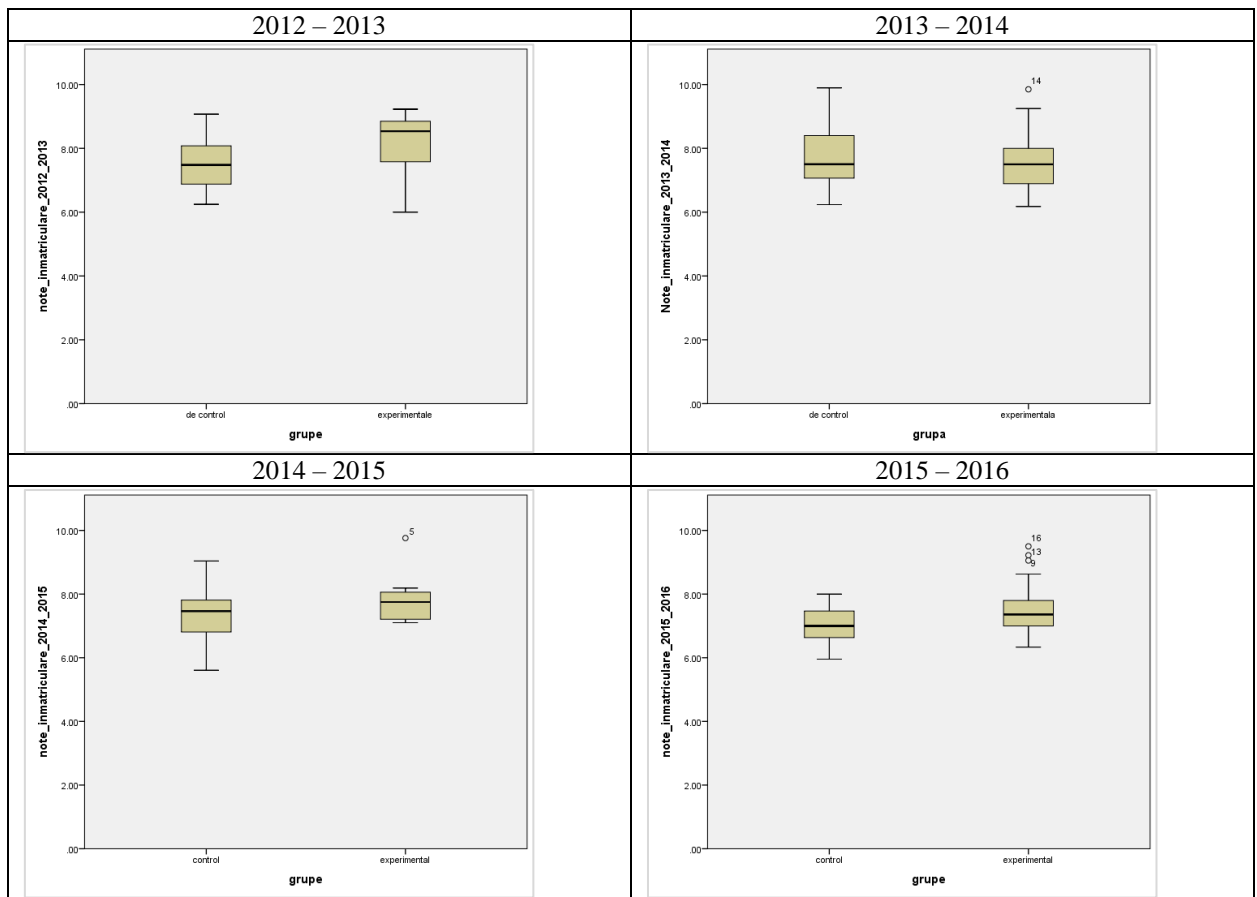 2012 – 2013
note_inmatriculare_2012_2013
10.00
8.00
6.00
4.00
2.00
.00
de control
experimentale
grupe
2013 – 2014
Note_inmatriculare_2013_2014
10.00
8.00
6.00
4.00
2.00
.00
14
de control
experimentala
grupa
2014 – 2015
note_inmatriculare_2014_2015
10.00
8.00
6.00
4.00
2.00
.00
5
control
experimental
grupe
2015 – 2016
note_inmatriculare_2015_2016
10.00
8.00
6.00
4.00
2.00
.00
16
13
9
control
experimental
grupe